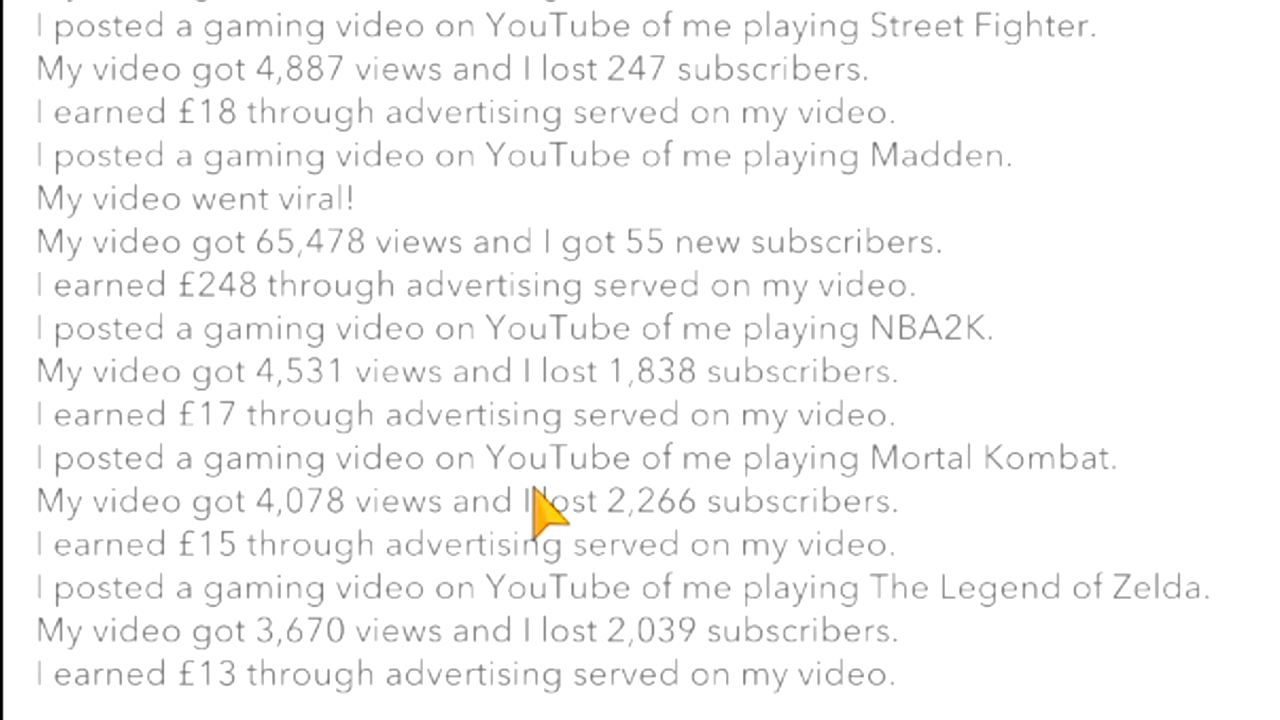 I posted a gaming video on YouTube of me playing Street Fighter.
My video got 4,887 views and I lost 247 subscribers.
I earned £18 through advertising served on my video.
I posted a gaming video on YouTube of me playing Madden.
My video went viral!
My video got 65,478 views and I got 55 new subscribers.
I earned £248 through advertising served on my video.
I posted a gaming video on YouTube of me playing NBA2K.
My video got 4,531 views and I lost 1,838 subscribers.
I earned £17 through advertising served on my video.
I posted a gaming video on YouTube of me playing Mortal Kombat.
My video got 4,078 views and I lost 2,266 subscribers.
I earned £15 through advertising served on my video.
I posted a gaming video on YouTube of me playing The Legend of Zelda.
My video got 3,670 views and I lost 2,039 subscribers.
I earned £13 through advertising served on my video.